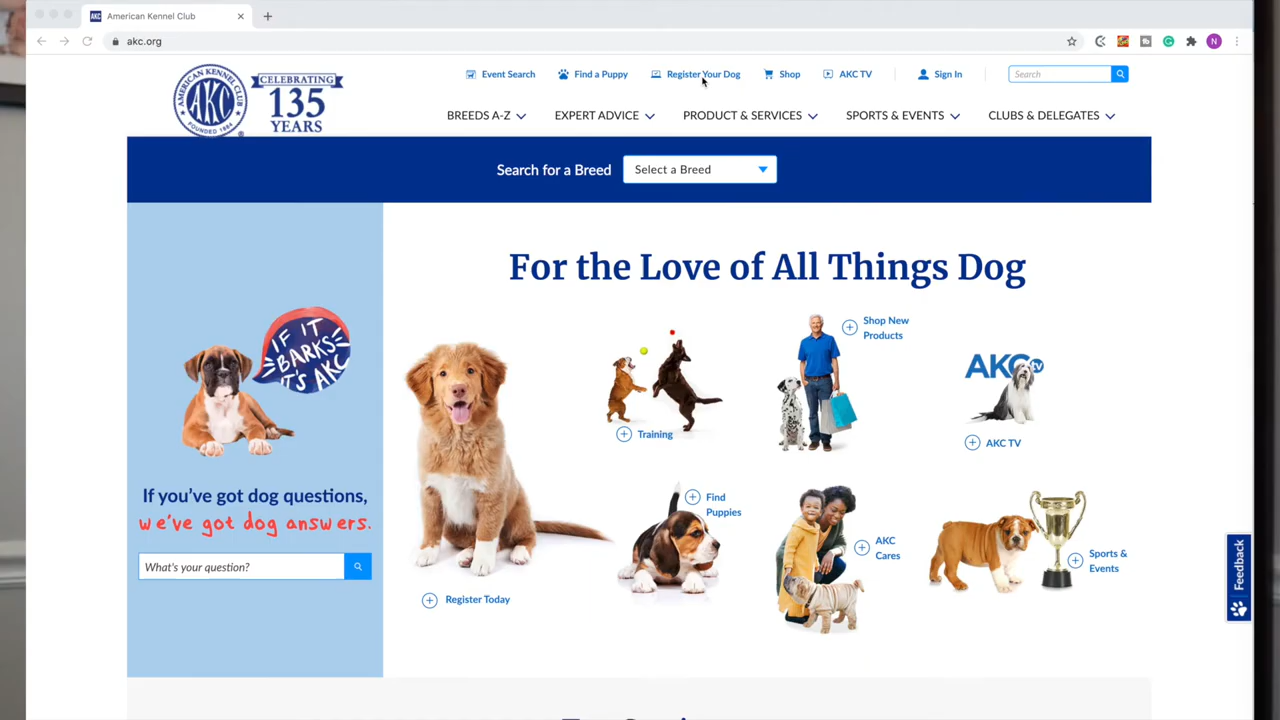 American Kennel Club
akc.org
N
AMERICAN KENNEL CLUB
AKC
FOUNDED 1884
CELEBRATING
135
YEARS
Event Search
Find a Puppy
Register Your Dog
Shop
AKC TV
Sign In
Search
BREEDS A-Z
EXPERT ADVICE
PRODUCT & SERVICES
SPORTS & EVENTS
CLUBS & DELEGATES
Search for a Breed
Select a Breed
For the Love of All Things Dog
IF IT
BARKS
IT'S AKC
If you've got dog questions,
we've got dog answers.
What's your question?
Register Today
Training
Shop New
Products
AKC tv
AKC TV
Find
Puppies
AKC
Cares
Sports &
Events
Feedback